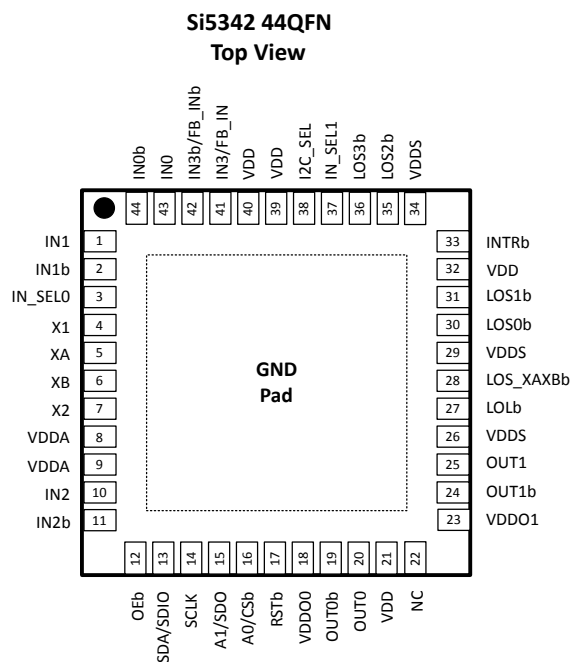 Si5342 44QFN
Top View
IN0b
IN0
IN3b/FB_INb
IN3/FB_IN
VDD
VDD
I2C_SEL
IN_SEL1
LOS3b
LOS2b
VDDS
44
43
42
41
40
39
38
37
36
35
34
IN1 1
IN1b 2
IN_SEL0 3
X1 4
XA 5
XB 6
X2 7
VDDA 8
VDDA 9
IN2 10
IN2b 11
GND
Pad
33 INTRb
32 VDD
31 LOS1b
30 LOS0b
29 VDDS
28 LOS_XAXBb
27 LOLb
26 VDDS
25 OUT1
24 OUT1b
23 VDDO1
12
13
14
15
16
17
18
19
20
21
22
OEb
SDA/SDIO
SCLK
A1/SDO
A0/CSb
RSTb
VDDO0
OUT0b
OUT0
VDD
NC